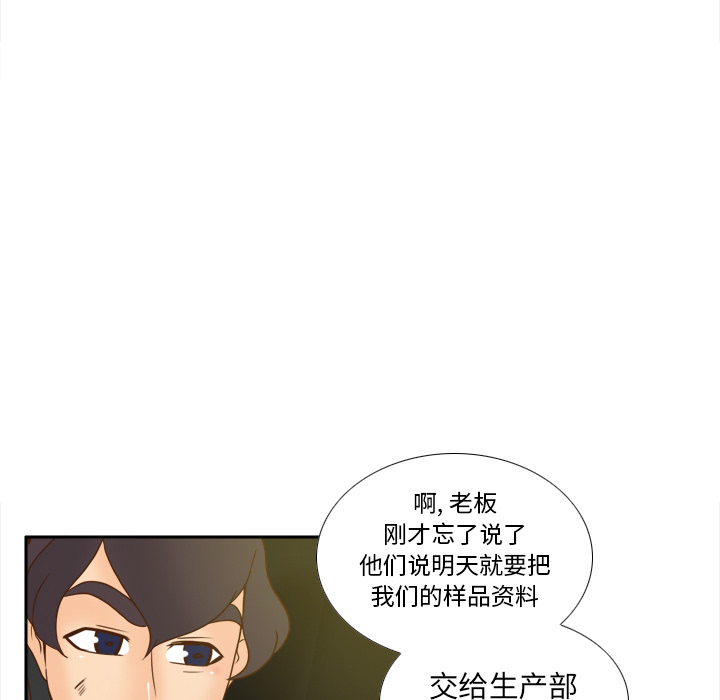 啊, 老板
刚才忘了说了
他们说明天就要把
我们的样品资料
交给生产部